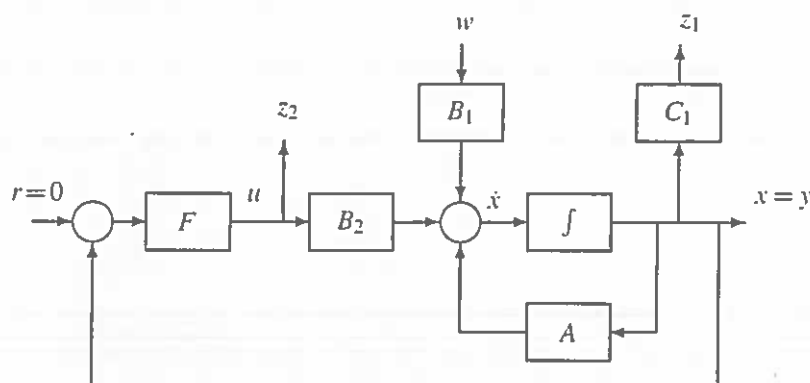 w
z₁
B₁
C₁
z₂
r=0
F
u
B₂
ẋ
∫
x=y
A